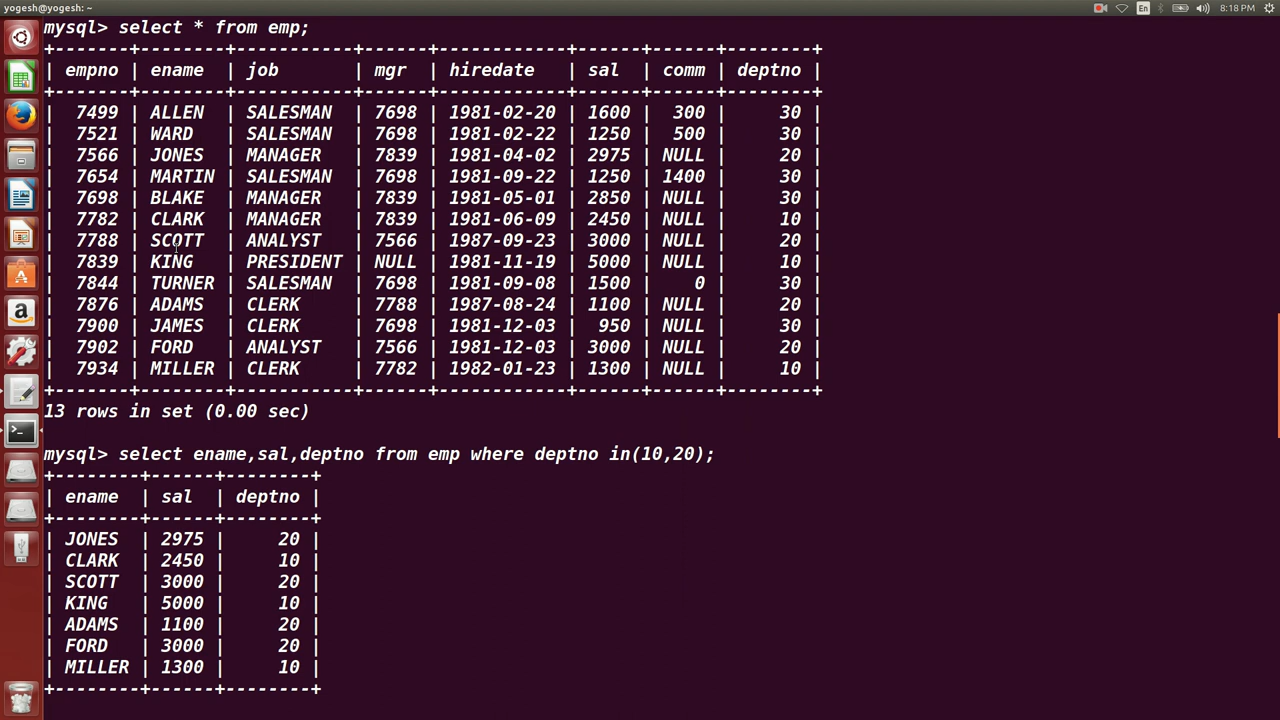 yogesh@yogesh: ~
En
8:18 PM
mysql> select * from emp;
+--------+--------+-----------+------+------------+------+------+--------+
| empno | ename | job | mgr | hiredate | sal | comm | deptno |
+--------+--------+-----------+------+------------+------+------+--------+
| 7499 | ALLEN | SALESMAN | 7698 | 1981-02-20 | 1600 | 300 | 30 |
| 7521 | WARD | SALESMAN | 7698 | 1981-02-22 | 1250 | 500 | 30 |
| 7566 | JONES | MANAGER | 7839 | 1981-04-02 | 2975 | NULL | 20 |
| 7654 | MARTIN | SALESMAN | 7698 | 1981-09-22 | 1250 | 1400 | 30 |
| 7698 | BLAKE | MANAGER | 7839 | 1981-05-01 | 2850 | NULL | 30 |
| 7782 | CLARK | MANAGER | 7839 | 1981-06-09 | 2450 | NULL | 10 |
| 7788 | SCOTT | ANALYST | 7566 | 1987-09-23 | 3000 | NULL | 20 |
| 7839 | KING | PRESIDENT | NULL | 1981-11-19 | 5000 | NULL | 10 |
| 7844 | TURNER | SALESMAN | 7698 | 1981-09-08 | 1500 | 0 | 30 |
| 7876 | ADAMS | CLERK | 7788 | 1987-08-24 | 1100 | NULL | 20 |
| 7900 | JAMES | CLERK | 7698 | 1981-12-03 | 950 | NULL | 30 |
| 7902 | FORD | ANALYST | 7566 | 1981-12-03 | 3000 | NULL | 20 |
| 7934 | MILLER | CLERK | 7782 | 1982-01-23 | 1300 | NULL | 10 |
+--------+--------+-----------+------+------------+------+------+--------+
13 rows in set (0.00 sec)
mysql> select ename,sal,deptno from emp where deptno in(10,20);
+--------+------+--------+
| ename | sal | deptno |
+--------+------+--------+
| JONES | 2975 | 20 |
| CLARK | 2450 | 10 |
| SCOTT | 3000 | 20 |
| KING | 5000 | 10 |
| ADAMS | 1100 | 20 |
| FORD | 3000 | 20 |
| MILLER | 1300 | 10 |
+--------+------+--------+